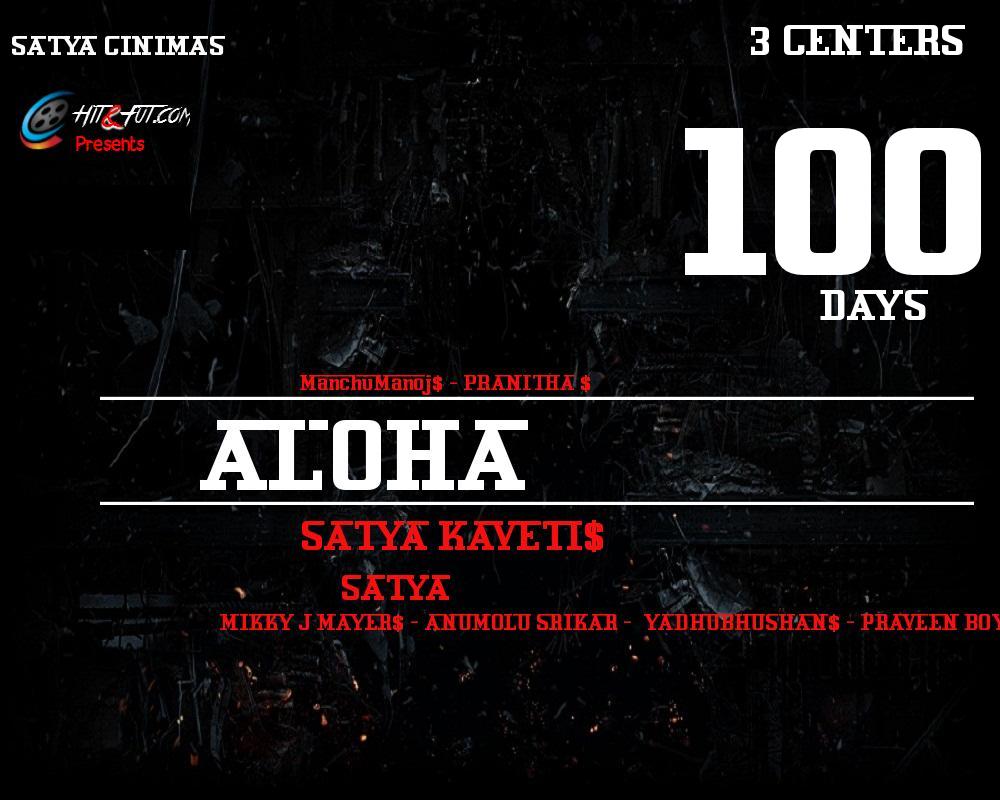 SATYA CINIMAS
3 CENTERS
HIT&FUT.COM
Presents
100
DAYS
ManchuManoj$ - PRANITHA $
ALOHA
SATYA KAVETI$
SATYA
MIKKY J MAYER$ - ANUMOLU SRIKAR - YADHUBHUSHAN$ - PRAVEEN BOY